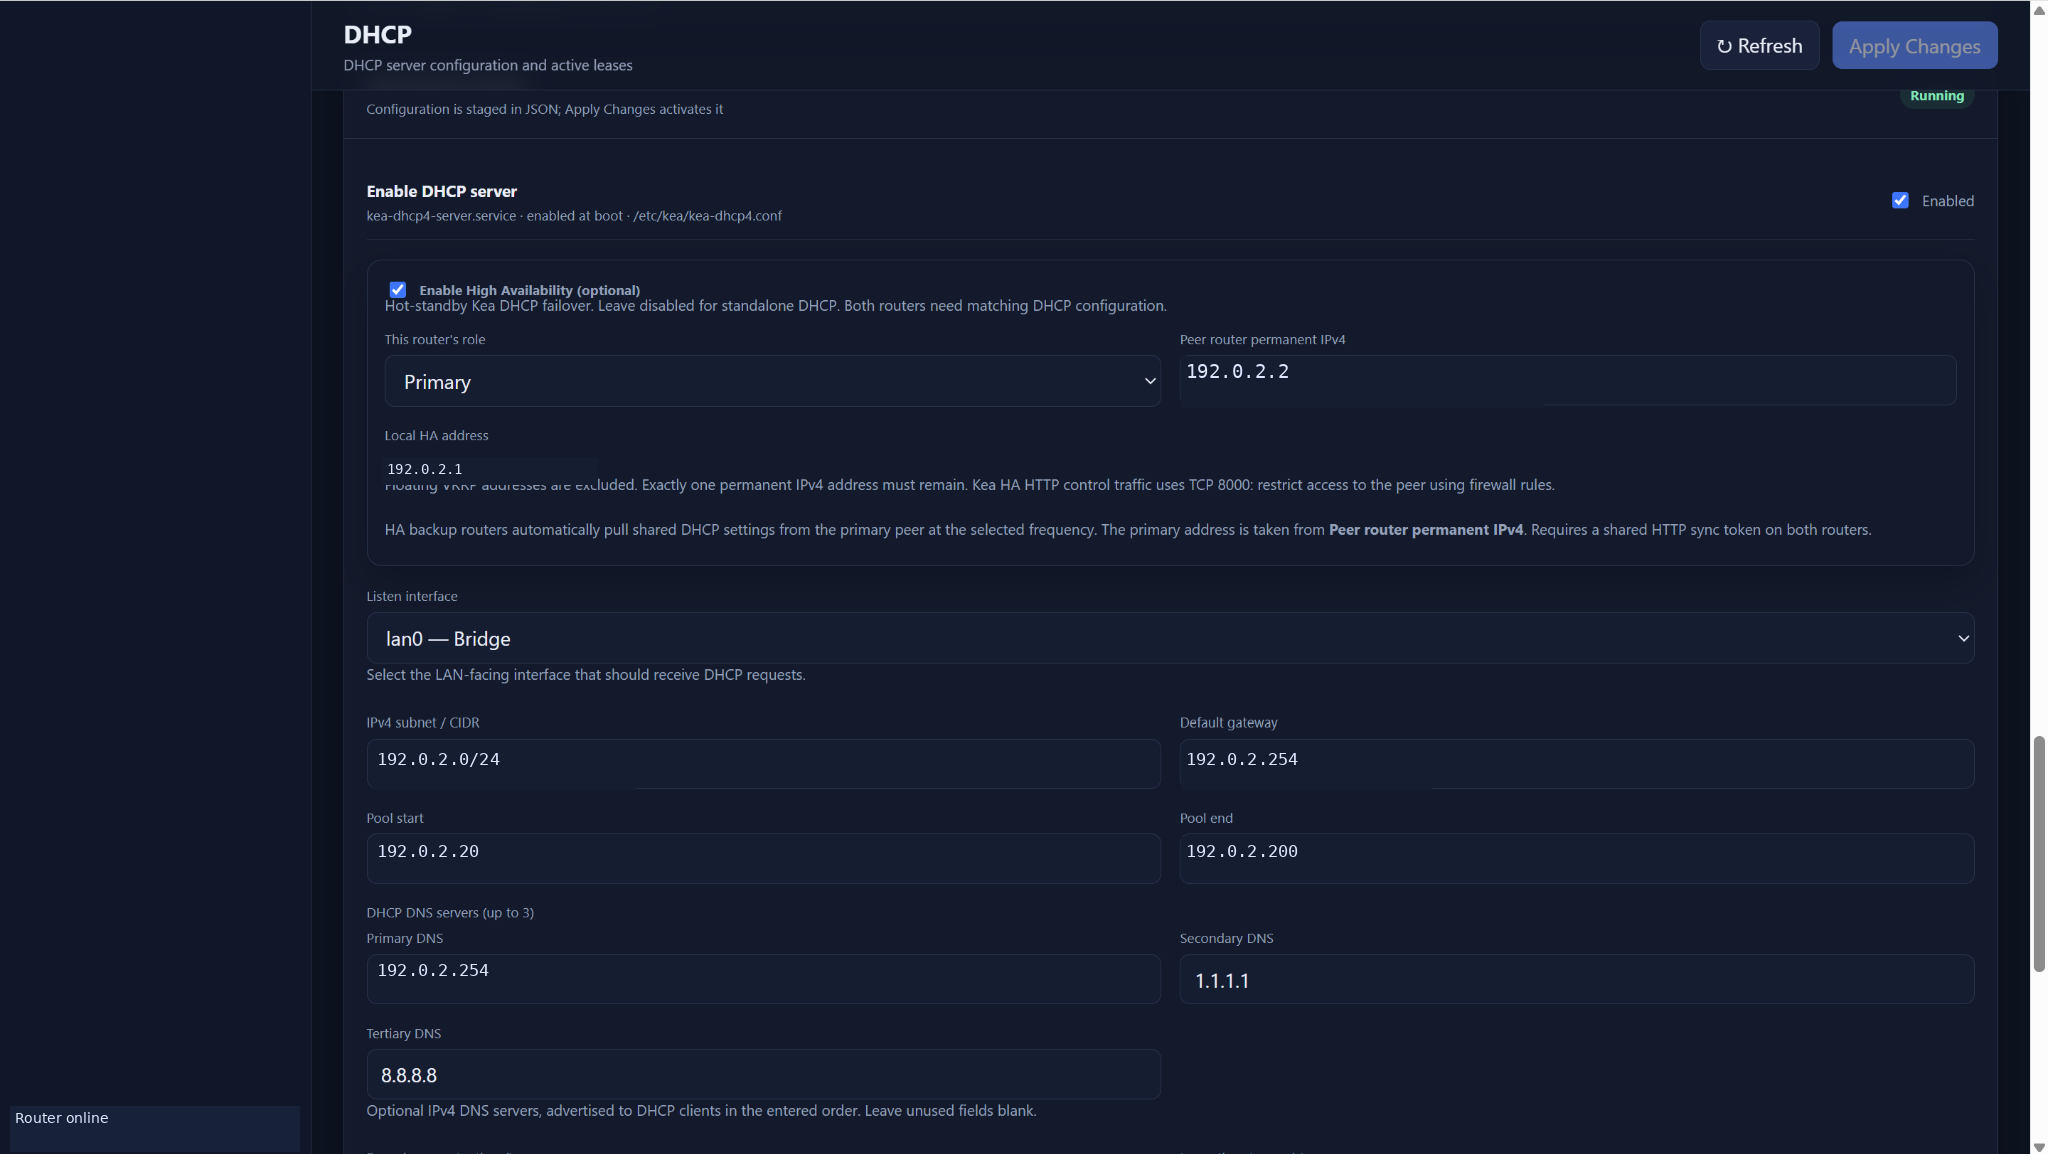 DHCP
DHCP server configuration and active leases
↻ Refresh
Apply Changes
Configuration is staged in JSON; Apply Changes activates it
Running
Enable DHCP server
kea-dhcp4-server.service · enabled at boot · /etc/kea/kea-dhcp4.conf
Enabled
Enable High Availability (optional)
Hot-standby Kea DHCP failover. Leave disabled for standalone DHCP. Both routers need matching DHCP configuration.
This router's role
Peer router permanent IPv4
Primary
192.0.2.2
Local HA address
192.0.2.1
Floating VRRP addresses are excluded. Exactly one permanent IPv4 address must remain. Kea HA HTTP control traffic uses TCP 8000: restrict access to the peer using firewall rules.
HA backup routers automatically pull shared DHCP settings from the primary peer at the selected frequency. The primary address is taken from Peer router permanent IPv4. Requires a shared HTTP sync token on both routers.
Listen interface
lan0 — Bridge
Select the LAN-facing interface that should receive DHCP requests.
IPv4 subnet / CIDR
Default gateway
192.0.2.0/24
192.0.2.254
Pool start
Pool end
192.0.2.20
192.0.2.200
DHCP DNS servers (up to 3)
Primary DNS
Secondary DNS
192.0.2.254
1.1.1.1
Tertiary DNS
8.8.8.8
Optional IPv4 DNS servers, advertised to DHCP clients in the entered order. Leave unused fields blank.
Router online